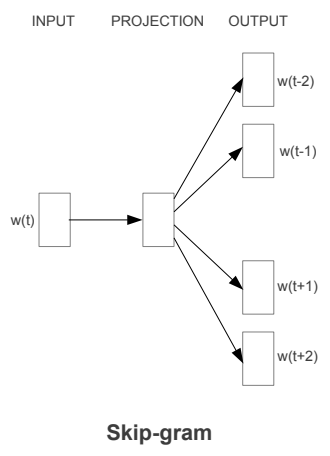 INPUT PROJECTION OUTPUT
w(t-2)
w(t-1)
w(t)
w(t+1)
w(t+2)
Skip-gram